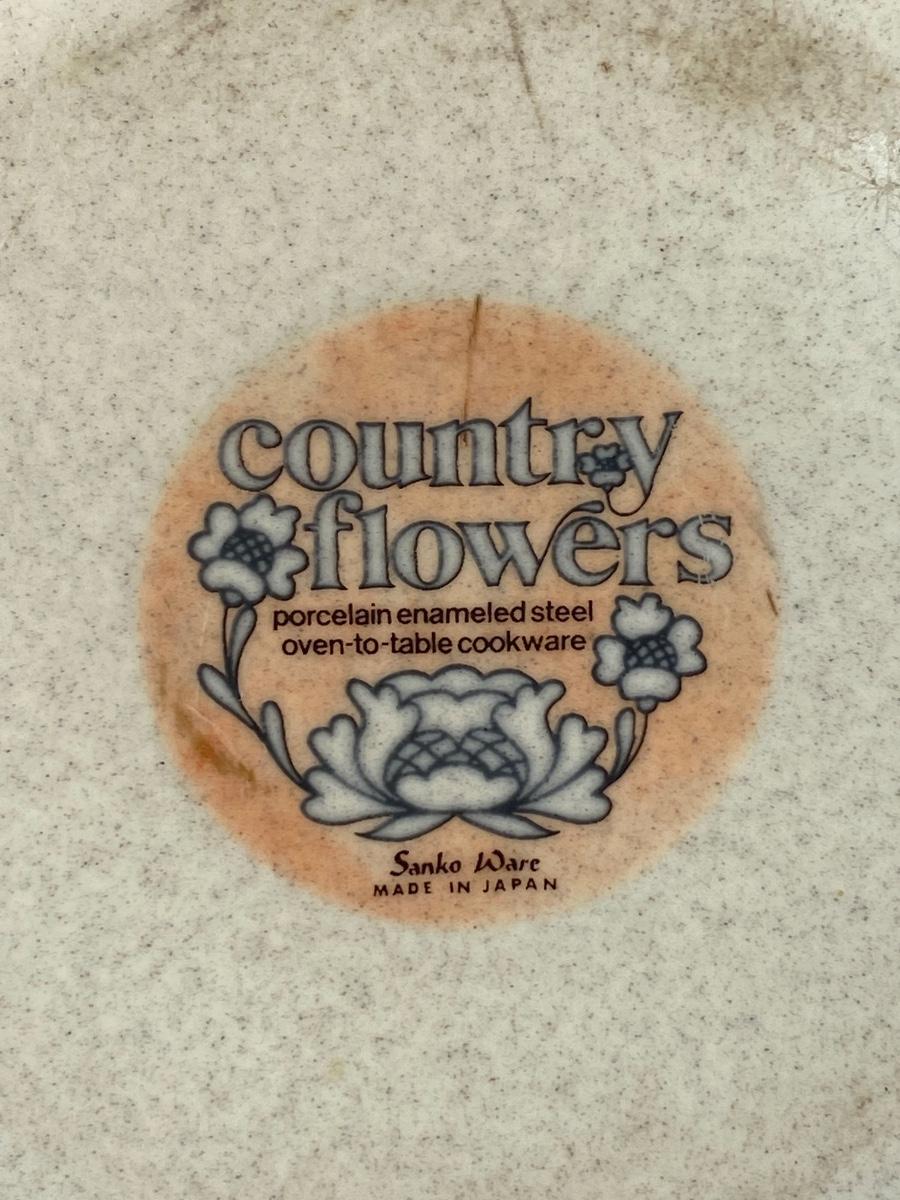 country
flowers
porcelain enameled steel
oven-to-table cookware
Sanko Ware
MADE IN JAPAN